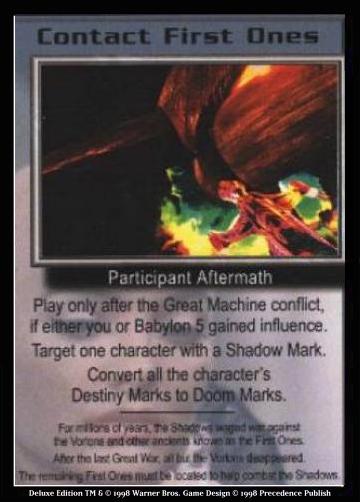 Contact First Ones
Participant Aftermath
Play only after the Great Machine conflict,
if either you or Babylon 5 gained influence.
Target one character with a Shadow Mark.
Convert all the character's
Destiny Marks to Doom Marks.
For millions of years, the Shadows waged war against
the Vorlons and other ancients known as the First Ones.
After the last Great War, all but the Vorlons disappeared.
The remaining First Ones must be located to help combat the Shadows.
Deluxe Edition TM & © 1998 Warner Bros. Game Design © 1998 Precedence Publish